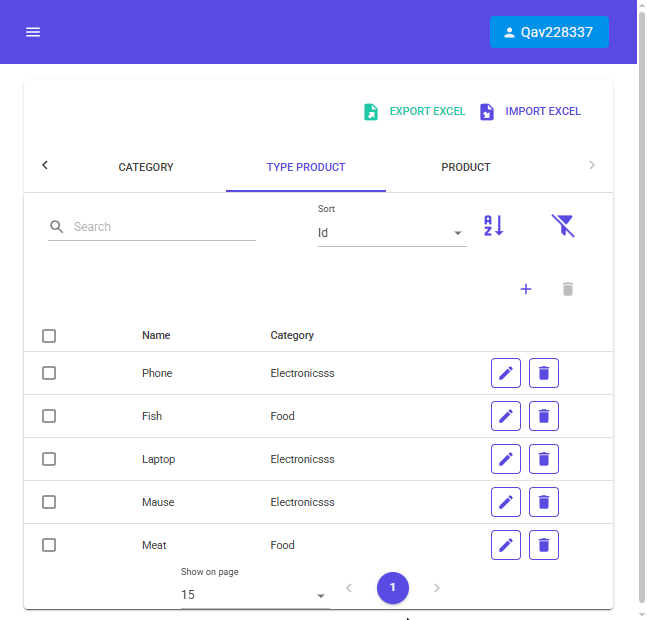 Qav228337
EXPORT EXCEL IMPORT EXCEL
CATEGORY TYPE PRODUCT PRODUCT
Sort
Search
Id
A
Z
Name Category
Phone Electronicsss
Fish Food
Laptop Electronicsss
Mause Electronicsss
Meat Food
Show on page
15
1